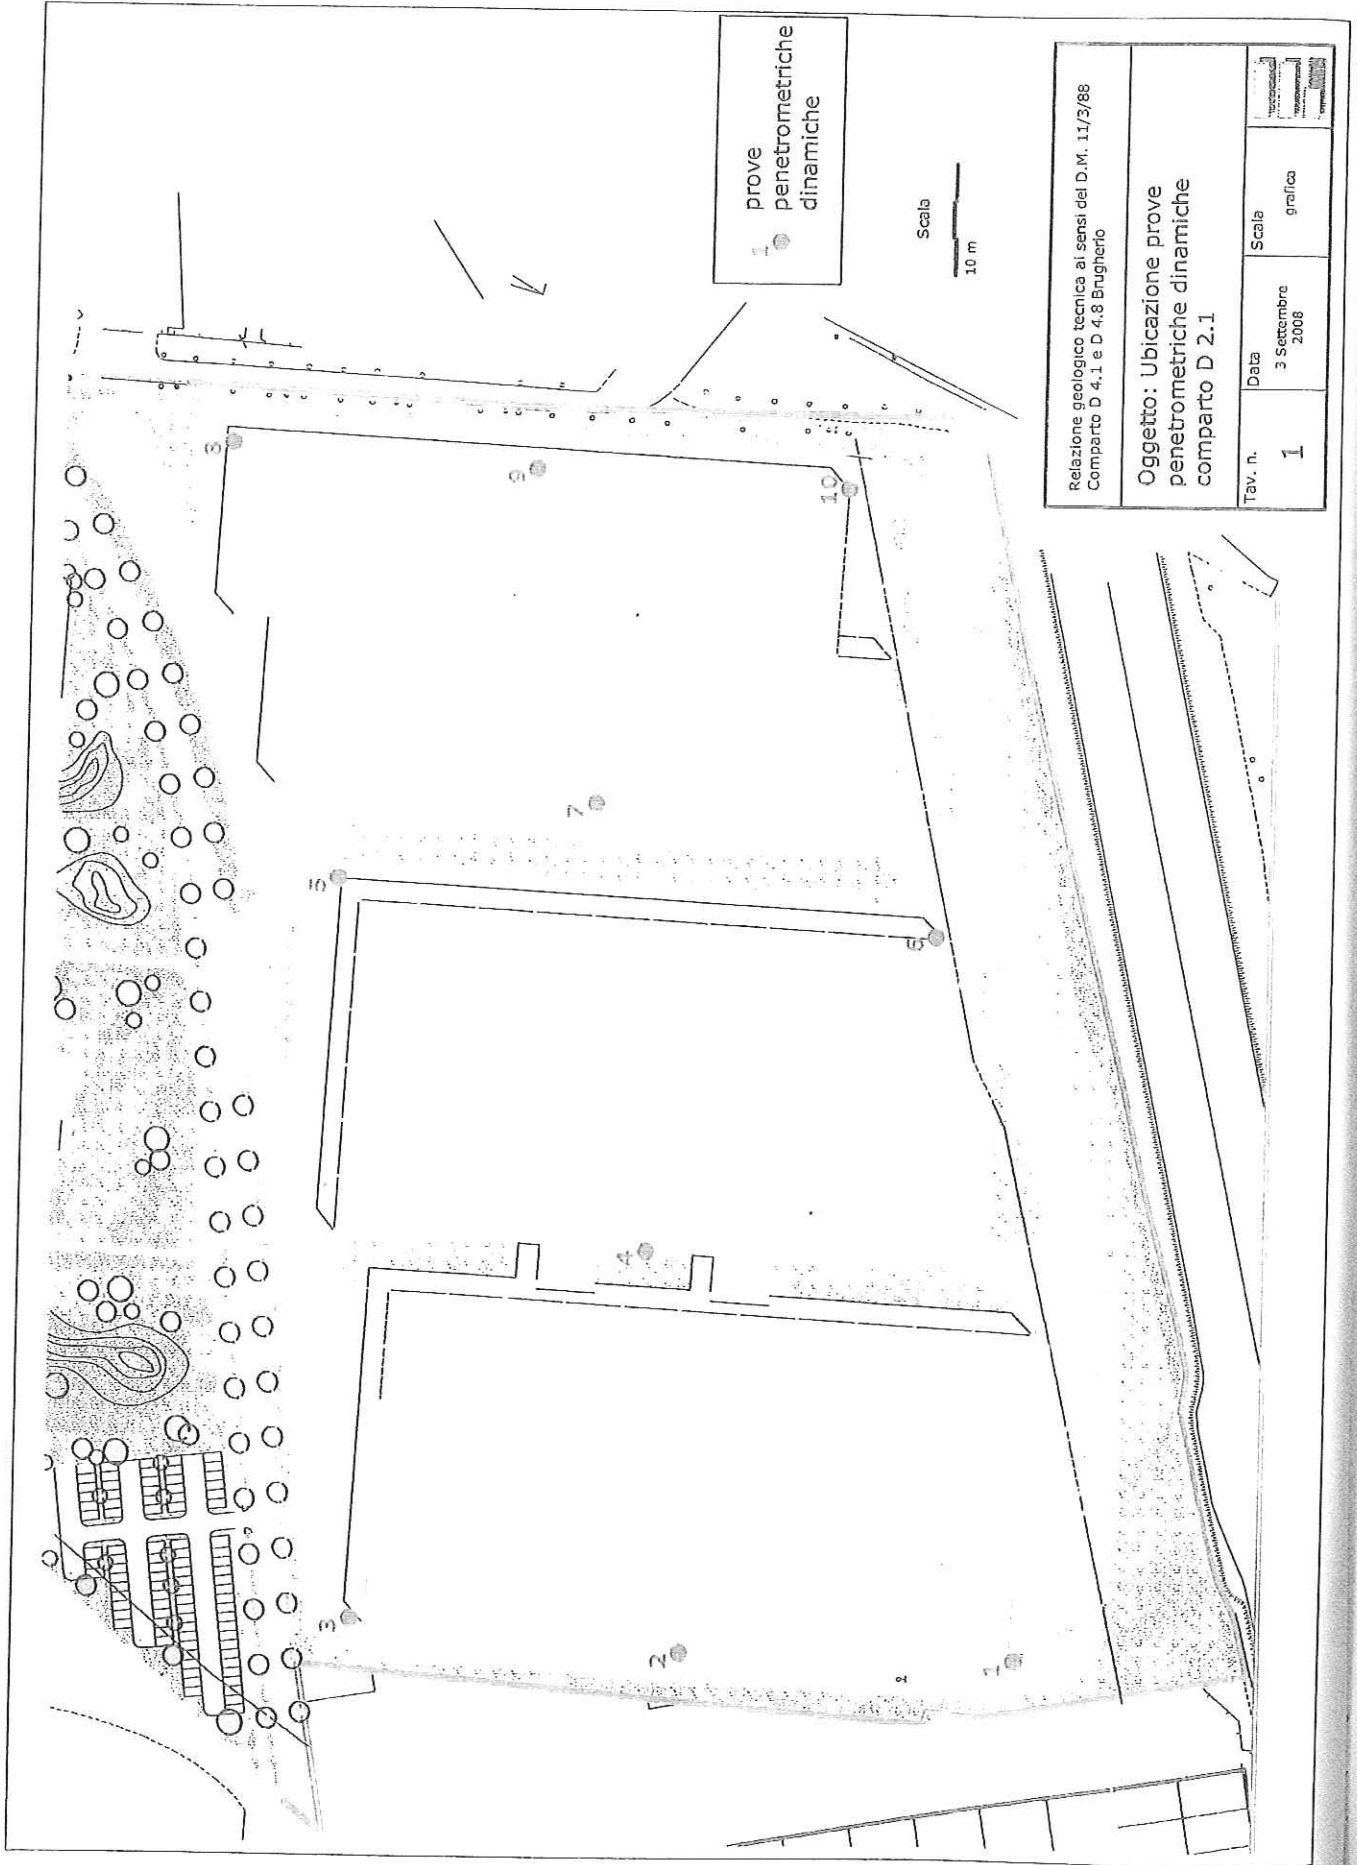 1
prove
penetrometriche
dinamiche
Scala
10 m
Relazione geologico tecnica ai sensi del D.M. 11/3/88
Comparto D 4.1 e D 4.8 Brugherio
Oggetto: Ubicazione prove
penetrometriche dinamiche
comparto D 2.1
Tav. n.
1
Data
3 Settembre
2008
Scala
grafica
8
9
10
7
5
6
4
3
2
1